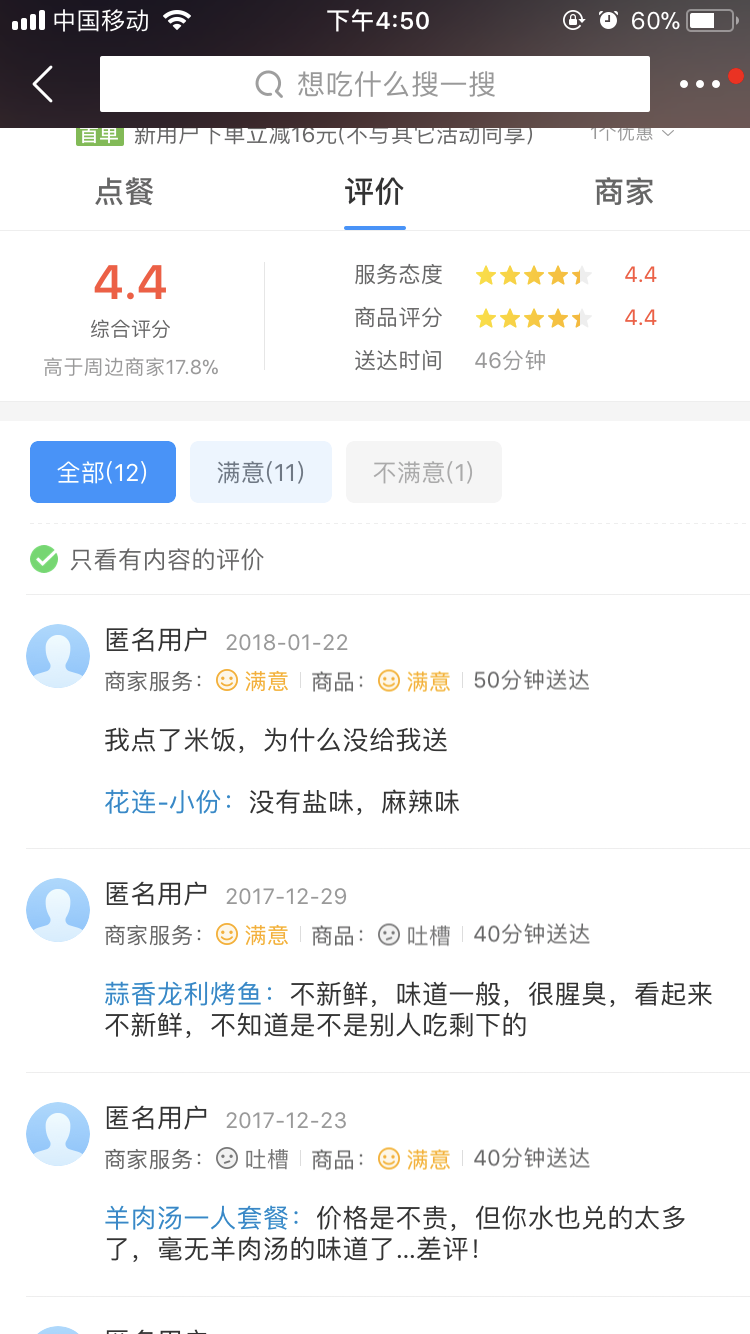 中国移动 下午4:50 60%
想吃什么搜一搜
首单 新用户下单立减16元(不与其它活动同享) 1个优惠
点餐 评价 商家
4.4
综合评分
高于周边商家17.8%
服务态度 4.4
商品评分 4.4
送达时间 46分钟
全部(12) 满意(11) 不满意(1)
只看有内容的评价
匿名用户 2018-01-22
商家服务: 满意 商品: 满意 50分钟送达
我点了米饭，为什么没给我送
花连-小份: 没有盐味，麻辣味
匿名用户 2017-12-29
商家服务: 满意 商品: 吐槽 40分钟送达
蒜香龙利烤鱼: 不新鲜，味道一般，很腥臭，看起来
不新鲜，不知道是不是别人吃剩下的
匿名用户 2017-12-23
商家服务: 吐槽 商品: 满意 40分钟送达
羊肉汤一人套餐: 价格是不贵，但你水也兑的太多
了，毫无羊肉汤的味道了...差评!